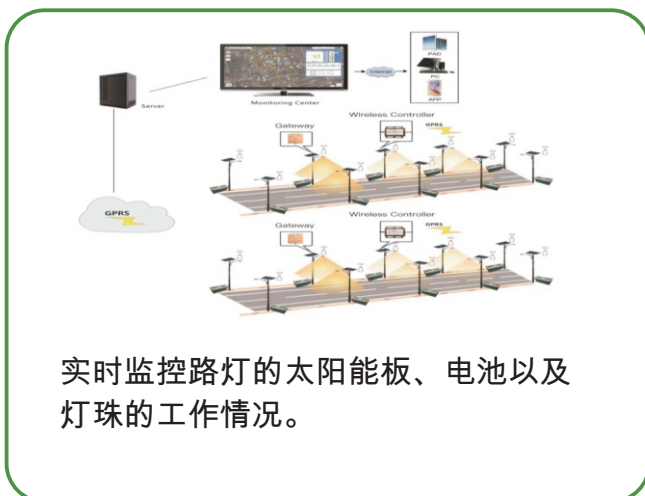 PAD
Internet
PC
Server
Monitoring Center
APP
Wireless Controller
Gateway
GPRS
GPRS
Wireless Controller
Gateway
GPRS
实时监控路灯的太阳能板、电池以及
灯珠的工作情况。